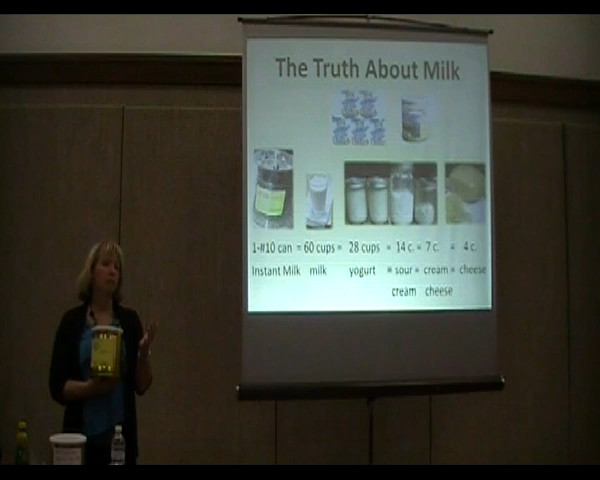 The Truth About Milk
1-#10 can = 60 cups = 28 cups = 14 c. = 7 c. = 4 c.
Instant Milk milk yogurt = sour = cream = cheese
cream cheese